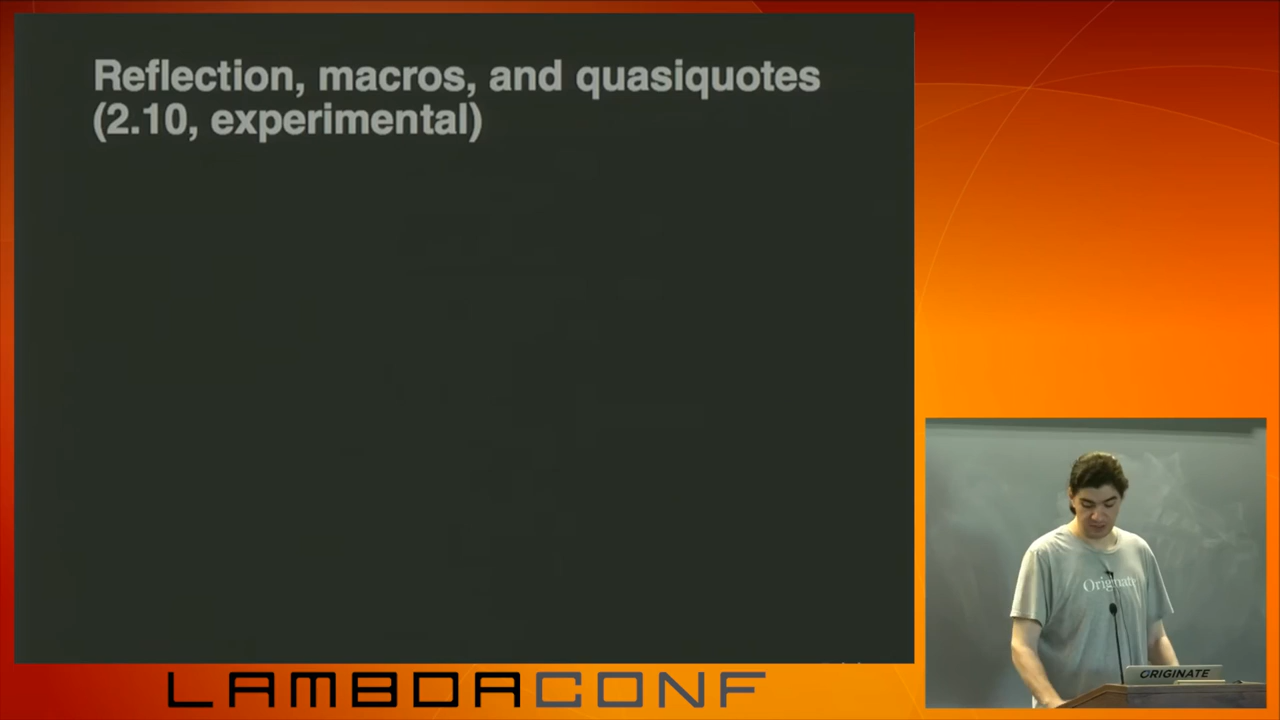 Reflection, macros, and quasiquotes
(2.10, experimental)
Originate
ORIGINATE
LAMBDACONF